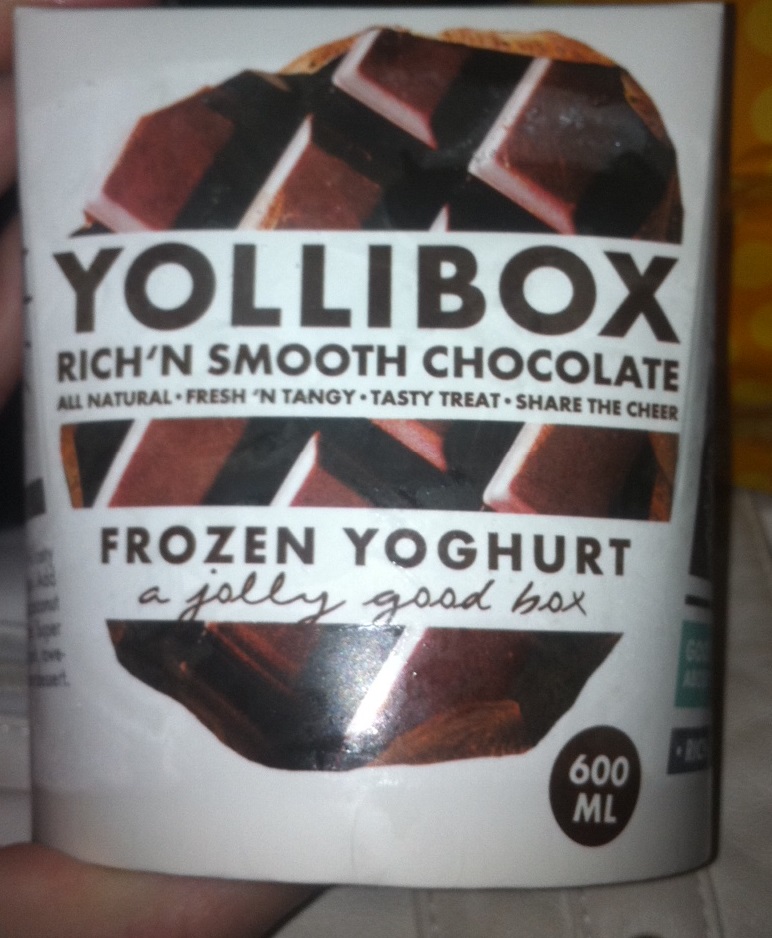 YOLLIBOX
RICH'N SMOOTH CHOCOLATE
ALL NATURAL • FRESH 'N TANGY • TASTY TREAT • SHARE THE CHEER
FROZEN YOGHURT
a jolly good box
600
ML